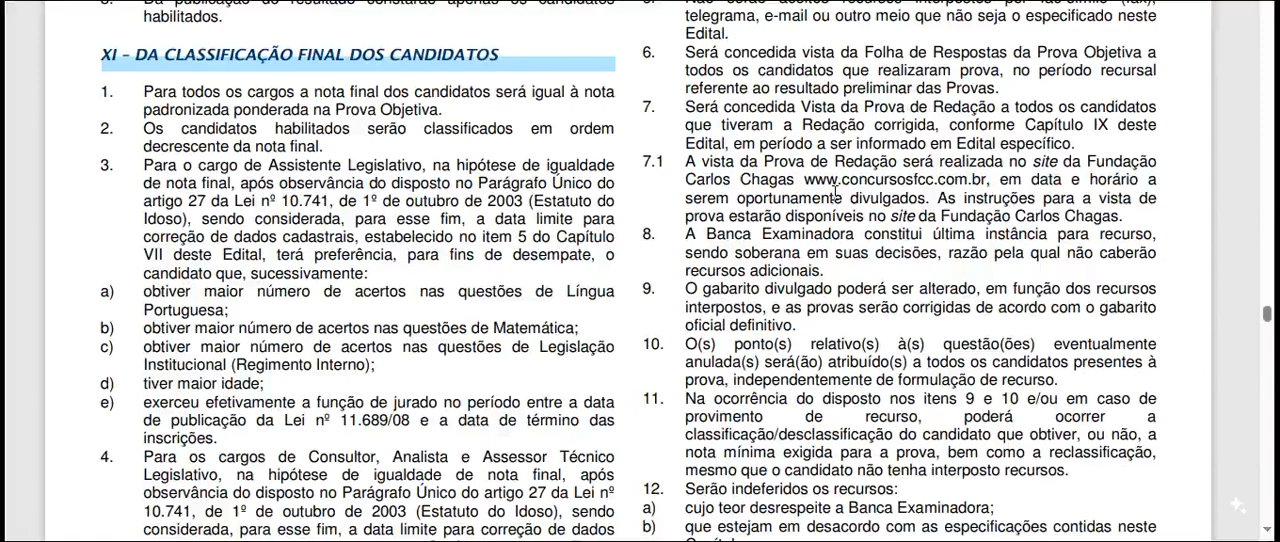 habilitados.
XI – DA CLASSIFICAÇÃO FINAL DOS CANDIDATOS
1. Para todos os cargos a nota final dos candidatos será igual à nota
padronizada ponderada na Prova Objetiva.
2. Os candidatos habilitados serão classificados em ordem
decrescente da nota final.
3. Para o cargo de Assistente Legislativo, na hipótese de igualdade
de nota final, após observância do disposto no Parágrafo Único do
artigo 27 da Lei nº 10.741, de 1º de outubro de 2003 (Estatuto do
Idoso), sendo considerada, para esse fim, a data limite para
correção de dados cadastrais, estabelecido no item 5 do Capítulo
VII deste Edital, terá preferência, para fins de desempate, o
candidato que, sucessivamente:
a) obtiver maior número de acertos nas questões de Língua
Portuguesa;
b) obtiver maior número de acertos nas questões de Matemática;
c) obtiver maior número de acertos nas questões de Legislação
Institucional (Regimento Interno);
d) tiver maior idade;
e) exerceu efetivamente a função de jurado no período entre a data
de publicação da Lei nº 11.689/08 e a data de término das
inscrições.
4. Para os cargos de Consultor, Analista e Assessor Técnico
Legislativo, na hipótese de igualdade de nota final, após
observância do disposto no Parágrafo Único do artigo 27 da Lei nº
10.741, de 1º de outubro de 2003 (Estatuto do Idoso), sendo
considerada, para esse fim, a data limite para correção de dados
telegrama, e-mail ou outro meio que não seja o especificado neste
Edital.
6. Será concedida vista da Folha de Respostas da Prova Objetiva a
todos os candidatos que realizaram prova, no período recursal
referente ao resultado preliminar das Provas.
7. Será concedida Vista da Prova de Redação a todos os candidatos
que tiveram a Redação corrigida, conforme Capítulo IX deste
Edital, em período a ser informado em Edital específico.
7.1 A vista da Prova de Redação será realizada no site da Fundação
Carlos Chagas www.concursosfcc.com.br, em data e horário a
serem oportunamente divulgados. As instruções para a vista de
prova estarão disponíveis no site da Fundação Carlos Chagas.
8. A Banca Examinadora constitui última instância para recurso,
sendo soberana em suas decisões, razão pela qual não caberão
recursos adicionais.
9. O gabarito divulgado poderá ser alterado, em função dos recursos
interpostos, e as provas serão corrigidas de acordo com o gabarito
oficial definitivo.
10. O(s) ponto(s) relativo(s) à(s) questão(ões) eventualmente
anulada(s) será(ão) atribuído(s) a todos os candidatos presentes à
prova, independentemente de formulação de recurso.
11. Na ocorrência do disposto nos itens 9 e 10 e/ou em caso de
provimento de recurso, poderá ocorrer a
classificação/desclassificação do candidato que obtiver, ou não, a
nota mínima exigida para a prova, bem como a reclassificação,
mesmo que o candidato não tenha interposto recursos.
12. Serão indeferidos os recursos:
a) cujo teor desrespeite a Banca Examinadora;
b) que estejam em desacordo com as especificações contidas neste